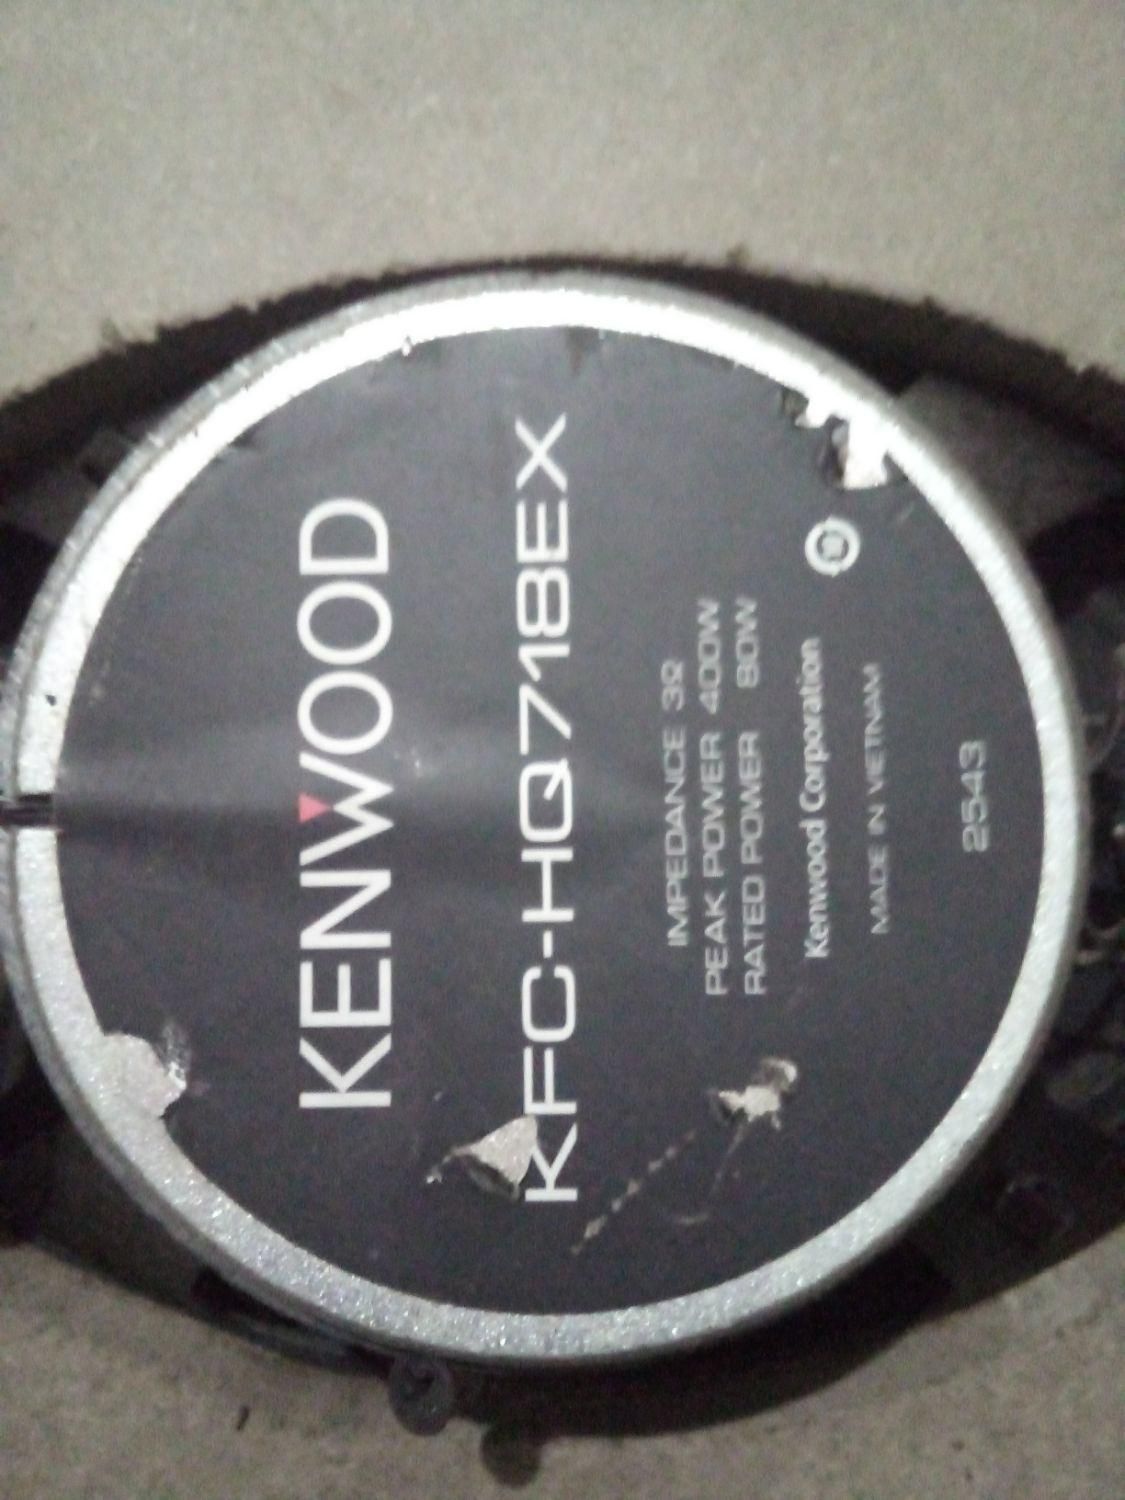 KENWOOD
KFC-HQ718EX
IMPEDANCE 3Ω
PEAK POWER 400W
RATED POWER 80W
Kenwood Corporation
MADE IN VIETNAM
2543